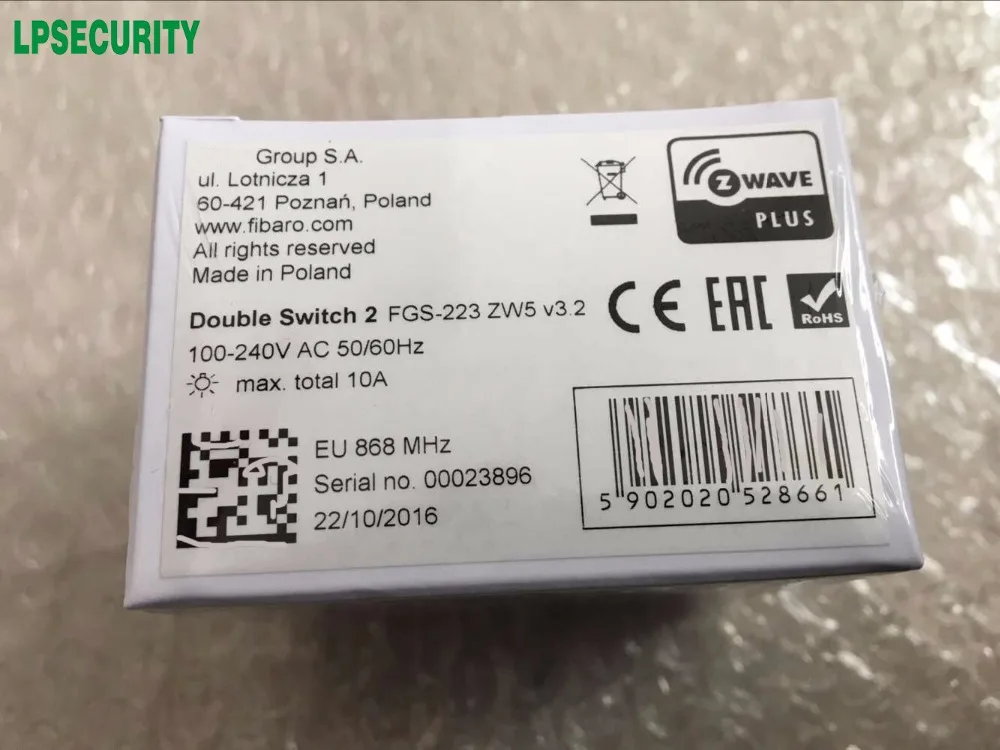 LPSECURITY
Group S.A.
ul. Lotnicza 1
60-421 Poznań, Poland
www.fibaro.com
All rights reserved
Made in Poland
Z WAVE
PLUS
Double Switch 2 FGS-223 ZW5 v3.2
CE EAC RoHS
100-240V AC 50/60Hz
max. total 10A
EU 868 MHz
Serial no. 00023896
22/10/2016
5 902020 528661